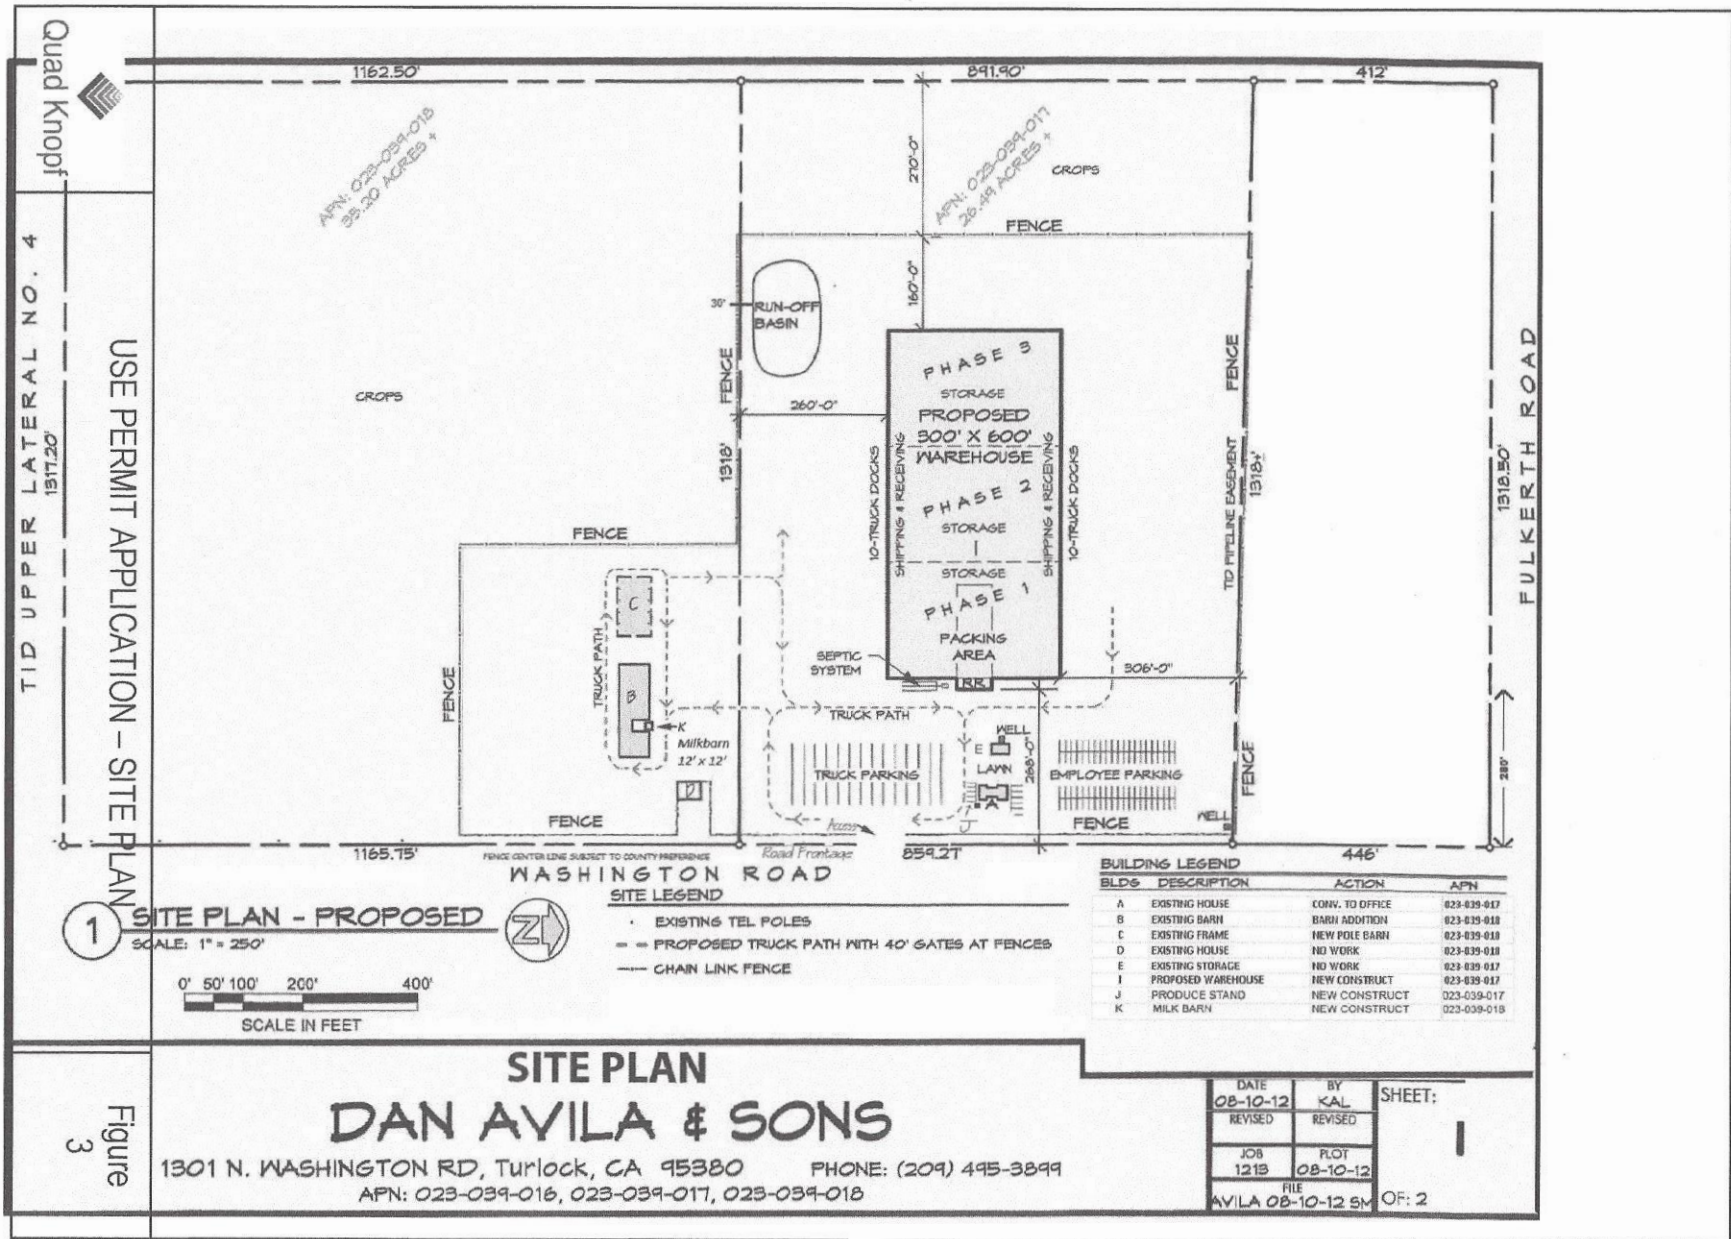 Quad Knopf
USE PERMIT APPLICATION – SITE PLAN
Figure
3
TID UPPER LATERAL NO. 4
1317.20'
1162.50'
891.90'
412'
APN: 023-039-018
35.20 ACRES +
APN: 023-039-017
26.49 ACRES +
CROPS
270'-0"
FENCE
160'-0"
30'
RUN-OFF
BASIN
CROPS
FENCE
1318'
260'-0"
PHASE 3
STORAGE
PROPOSED
300' X 600'
WAREHOUSE
PHASE 2
STORAGE
STORAGE
PHASE 1
PACKING
AREA
RR
10-TRUCK DOCKS
SHIPPING & RECEIVING
SHIPPING & RECEIVING
10-TRUCK DOCKS
FENCE
TID PIPELINE EASEMENT
1318±'
1318.50'
FULKERTH ROAD
FENCE
FENCE
C
TRUCK PATH
B
K
Milkbarn
12' x 12'
D
SEPTIC
SYSTEM
306'-0"
TRUCK PATH
WELL
E
LAWN
288'-0"
A
J
TRUCK PARKING
EMPLOYEE PARKING
FENCE
280'
WELL
FENCE
Access
FENCE
1165.75'
FENCE CENTER LINE SUBJECT TO COUNTY PREFERENCE
Road Frontage
859.27
446'
WASHINGTON ROAD
1
SITE PLAN - PROPOSED
SCALE: 1" = 250'
N
0' 50' 100' 200' 400'
SCALE IN FEET
SITE LEGEND
EXISTING TEL POLES
PROPOSED TRUCK PATH WITH 40' GATES AT FENCES
CHAIN LINK FENCE
BUILDING LEGEND
BLDG DESCRIPTION ACTION APN
A EXISTING HOUSE CONV. TO OFFICE 023-039-017
B EXISTING BARN BARN ADDITION 023-039-018
C EXISTING FRAME NEW POLE BARN 023-039-018
D EXISTING HOUSE NO WORK 023-039-018
E EXISTING STORAGE NO WORK 023-039-017
I PROPOSED WAREHOUSE NEW CONSTRUCT 023-039-017
J PRODUCE STAND NEW CONSTRUCT 023-039-017
K MILK BARN NEW CONSTRUCT 023-039-018
SITE PLAN
DAN AVILA & SONS
1301 N. WASHINGTON RD, Turlock, CA 95380 PHONE: (209) 495-3899
APN: 023-039-016, 023-039-017, 023-039-018
DATE
08-10-12
BY
KAL
REVISED
REVISED
JOB
1213
PLOT
08-10-12
FILE
AVILA 08-10-12 SM
SHEET:
1
OF: 2